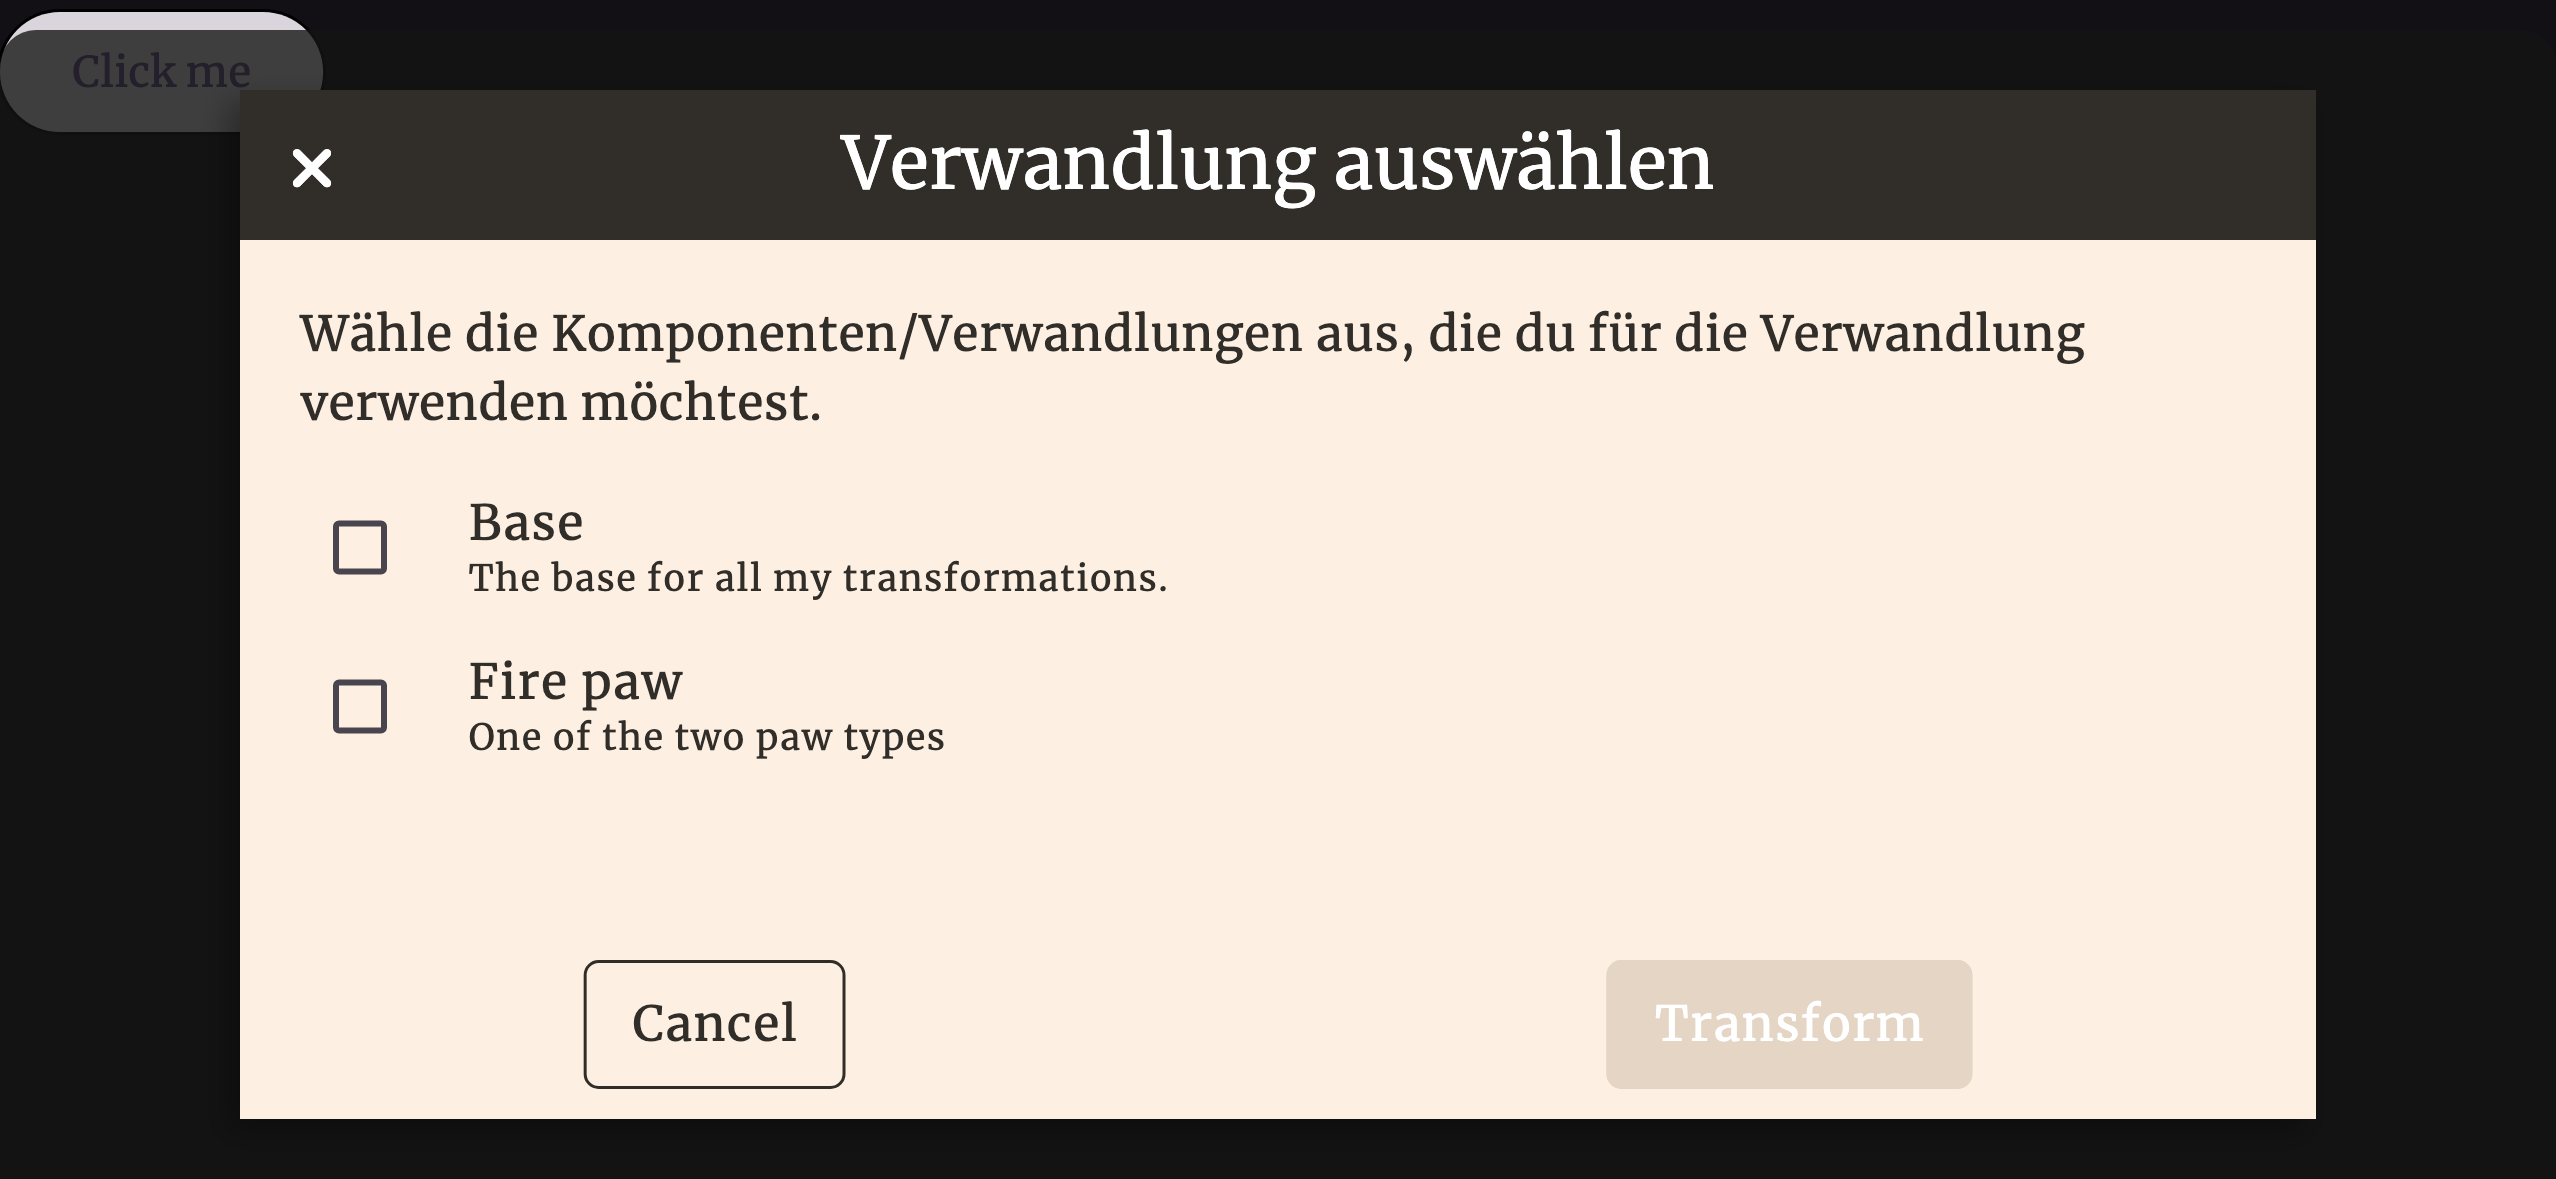 Click me
Verwandlung auswählen
Wähle die Komponenten/Verwandlungen aus, die du für die Verwandlung
verwenden möchtest.
Base
The base for all my transformations.
Fire paw
One of the two paw types
Cancel
Transform